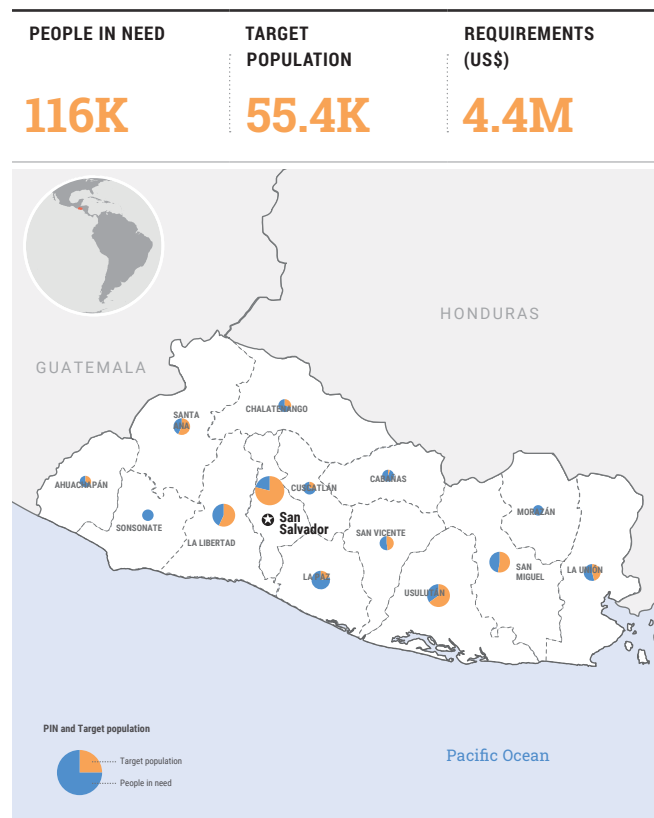 PEOPLE IN NEED
TARGET
POPULATION
REQUIREMENTS
(US$)
116K
55.4K
4.4M
HONDURAS
GUATEMALA
SANTA
ANA
CHALATENANGO
AHUACHAPÁN
CUSCATLÁN
CABAÑAS
SONSONATE
San
Salvador
MORAZÁN
LA LIBERTAD
SAN VICENTE
LA PAZ
USULUTÁN
SAN
MIGUEL
LA UNIÓN
PIN and Target population
Target population
People in need
Pacific Ocean